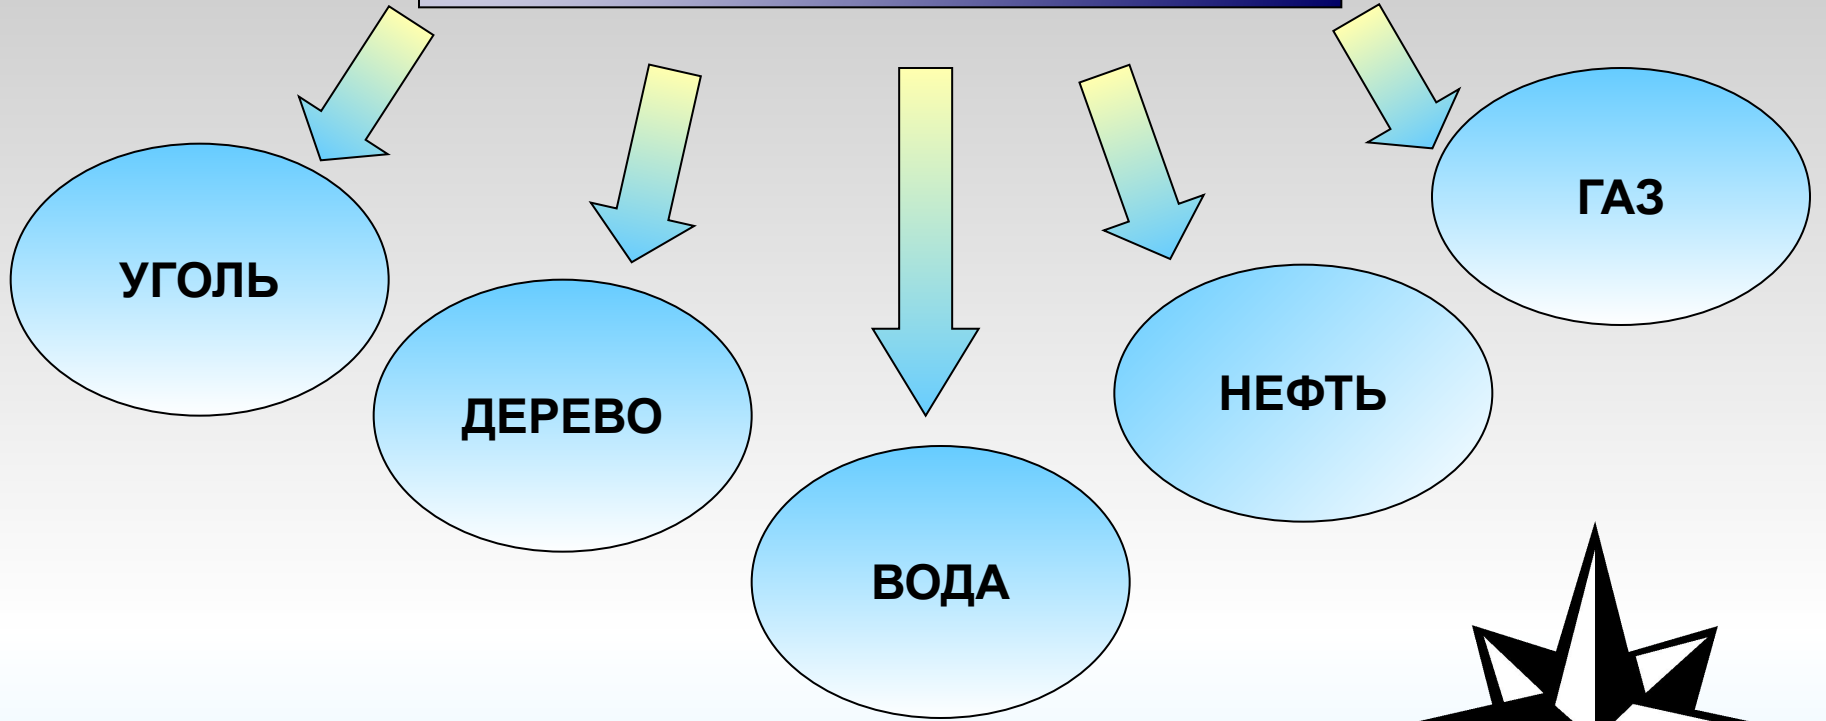 УГОЛЬ
ДЕРЕВО
ВОДА
НЕФТЬ
ГАЗ